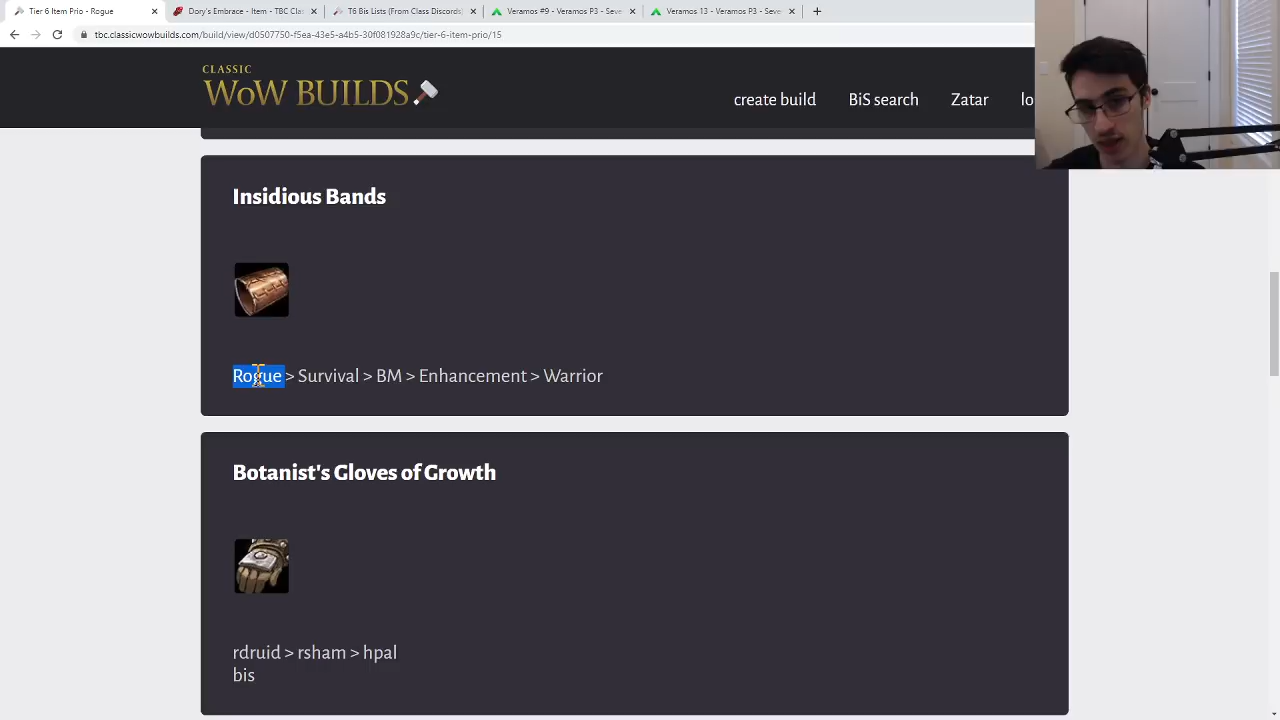 Tier 6 Item Prio - Rogue
Dory's Embrace - Item - TBC Clas
T6 Bis Lists (From Class Discords)
Veramos #9 - Veramos P3 - Seve
Veramos 13 - Veramos P3 - Seve
tbc.classicwowbuilds.com/build/view/d0507750-f5ea-43e5-a4b5-30f081928a9c/tier-6-item-prio/15
CLASSIC
WoW BUILDS
create build
BiS search
Zatar
lo
Insidious Bands
Rogue > Survival > BM > Enhancement > Warrior
Botanist's Gloves of Growth
rdruid > rsham > hpal
bis